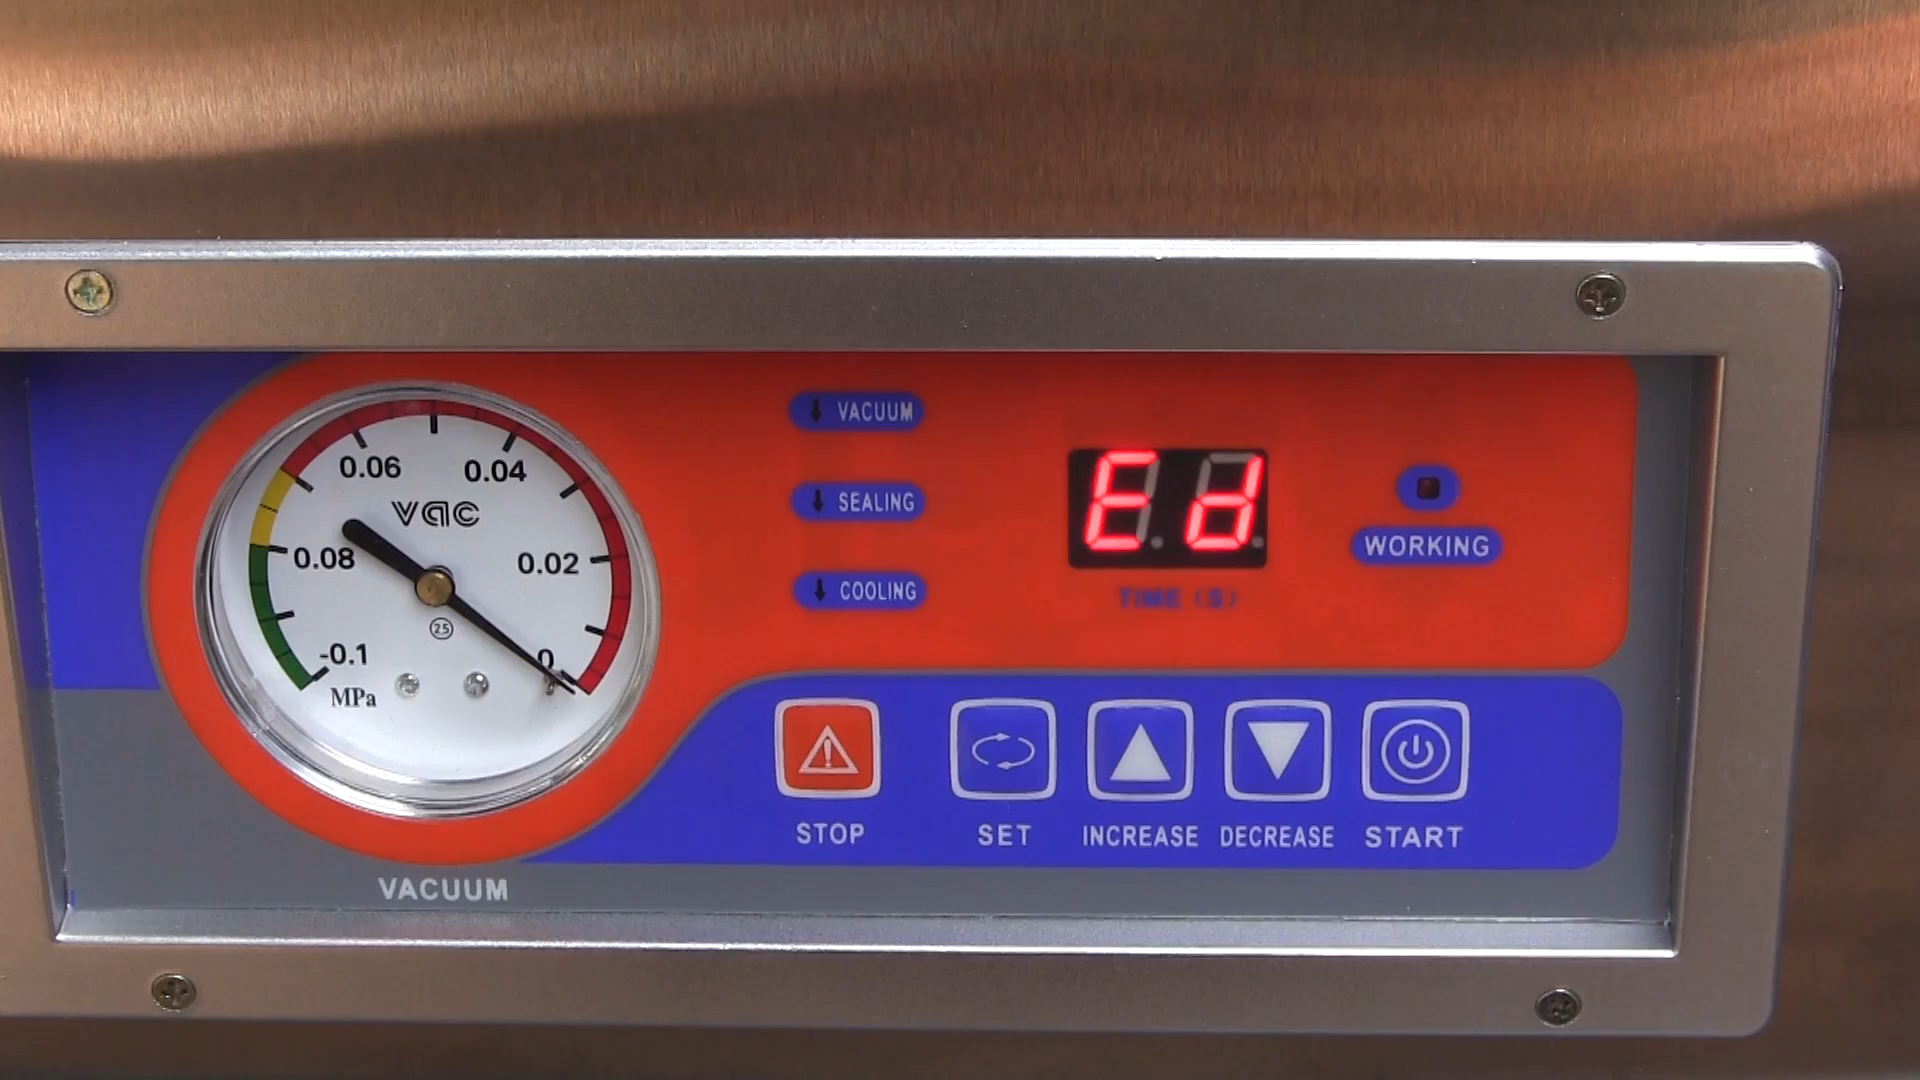 0.06 0.04
vac
0.08 0.02
25
-0.1 0
MPa
VACUUM
VACUUM
SEALING
COOLING
Ed
TIME (S)
WORKING
STOP SET INCREASE DECREASE START